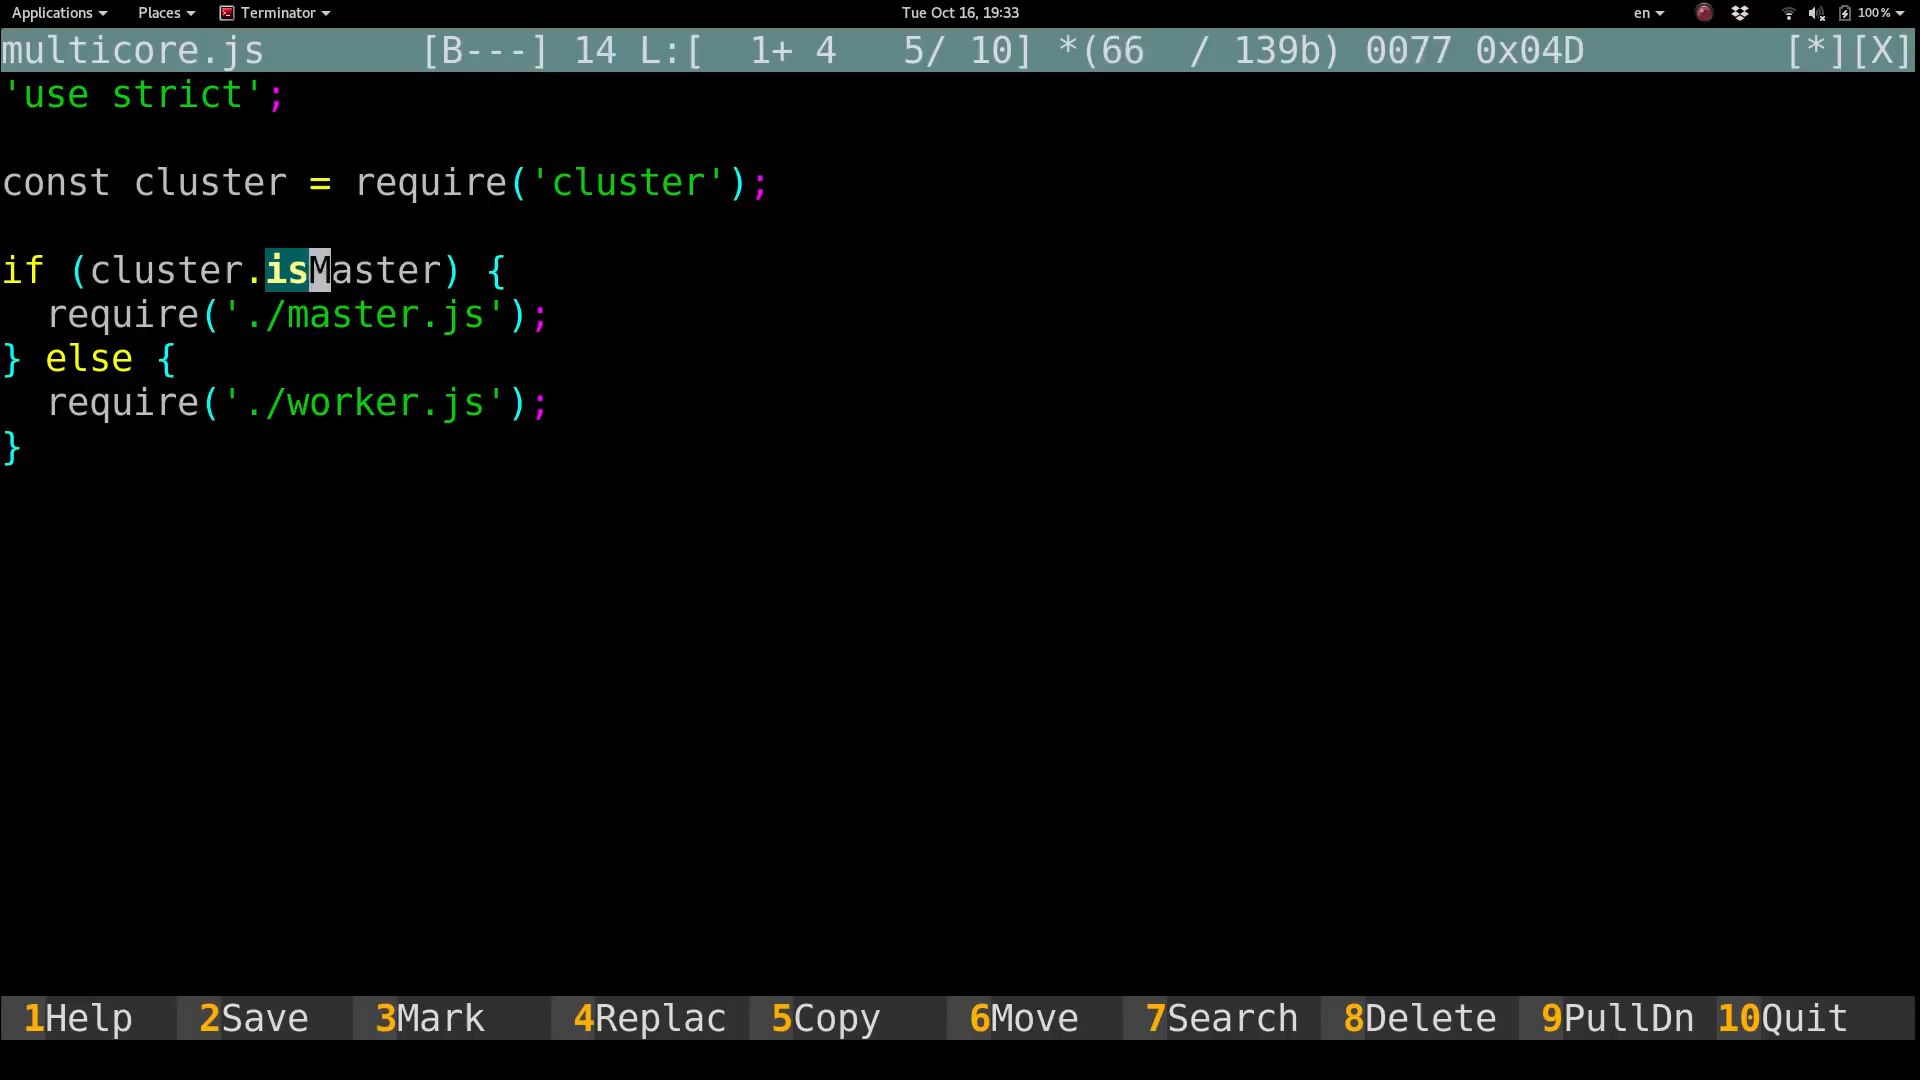 Applications Places Terminator Tue Oct 16, 19:33 en 100%
multicore.js [B---] 14 L:[ 1+ 4 5/ 10] *(66 / 139b) 0077 0x04D [*][X]
'use strict';
const cluster = require('cluster');
if (cluster.isMaster) {
  require('./master.js');
} else {
  require('./worker.js');
}
1Help 2Save 3Mark 4Replac 5Copy 6Move 7Search 8Delete 9PullDn 10Quit